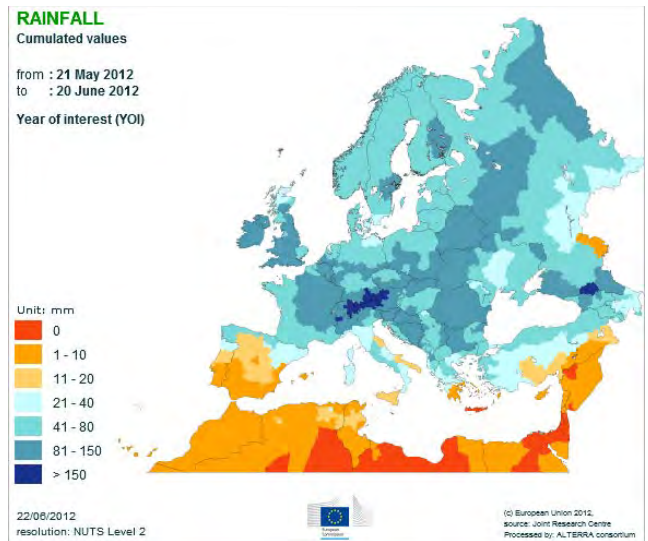 RAINFALL
Cumulated values
from : 21 May 2012
to : 20 June 2012
Year of interest (YOI)
Unit: mm
0
1 - 10
11 - 20
21 - 40
41 - 80
81 - 150
> 150
22/06/2012
resolution: NUTS Level 2
European
Commission
(c) European Union 2012,
source: Joint Research Centre
Processed by: ALTERRA consortium